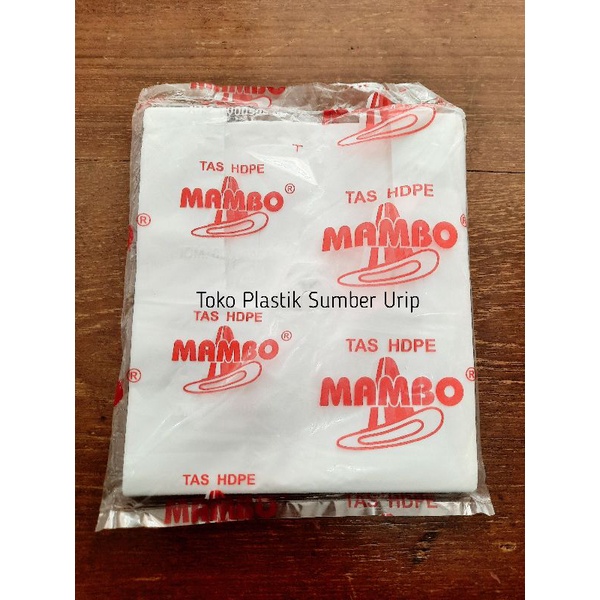 TAS HDPE
MAMBO®
TAS HDPE
MAMBO
®
Toko Plastik Sumber Urip
TAS HDPE
MAMBO®
TAS HDPE
MAMBO®
®
TAS HDPE
MAMBO
TAS HDPE